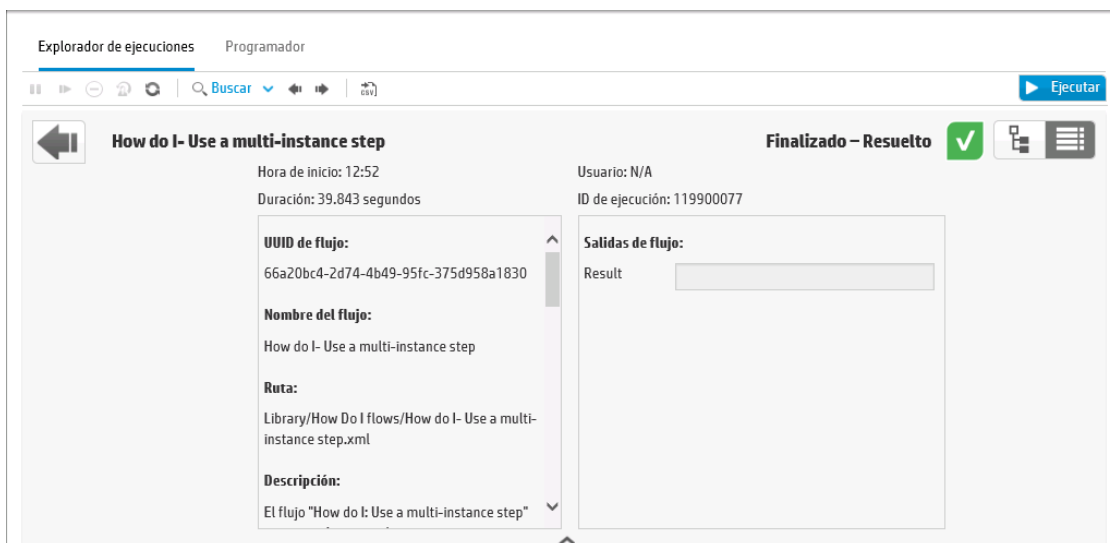 Explorador de ejecuciones Programador
Buscar CSV Ejecutar
How do I- Use a multi-instance step Finalizado – Resuelto
Hora de inicio: 12:52 Usuario: N/A
Duración: 39.843 segundos ID de ejecución: 119900077
UUID de flujo:
66a20bc4-2d74-4b49-95fc-375d958a1830
Nombre del flujo:
How do I- Use a multi-instance step
Ruta:
Library/How Do I flows/How do I- Use a multi-
instance step.xml
Descripción:
El flujo "How do I: Use a multi-instance step"
Salidas de flujo:
Result